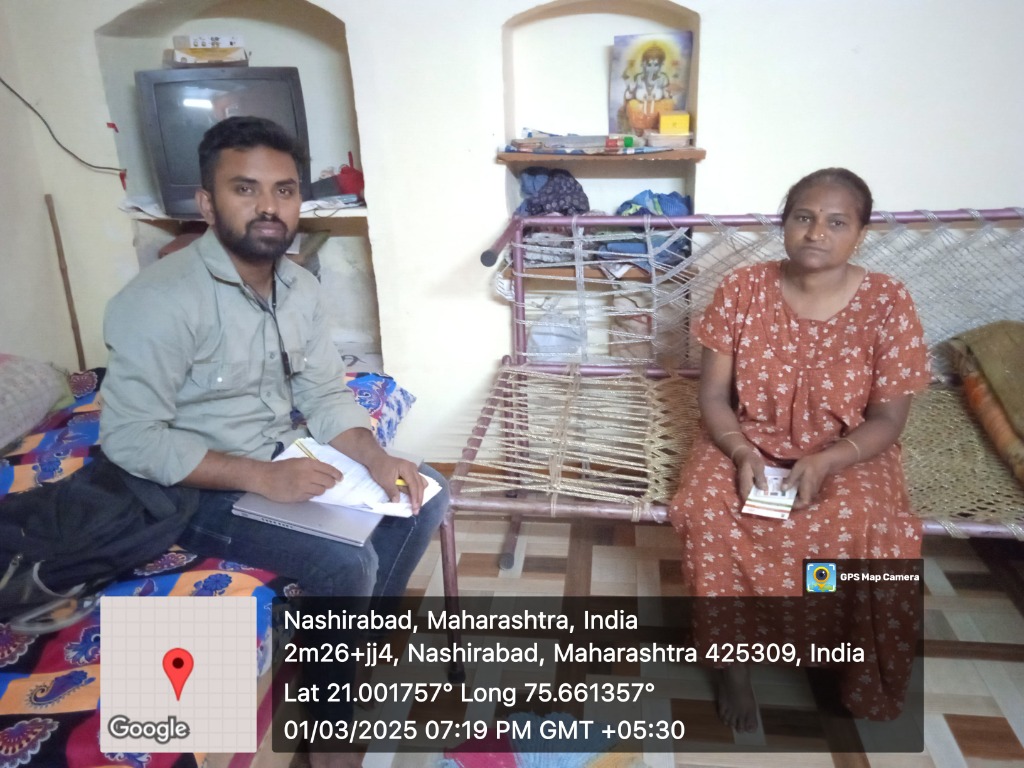 GPS Map Camera
Nashirabad, Maharashtra, India
2m26+jj4, Nashirabad, Maharashtra 425309, India
Lat 21.001757° Long 75.661357°
01/03/2025 07:19 PM GMT +05:30
Google